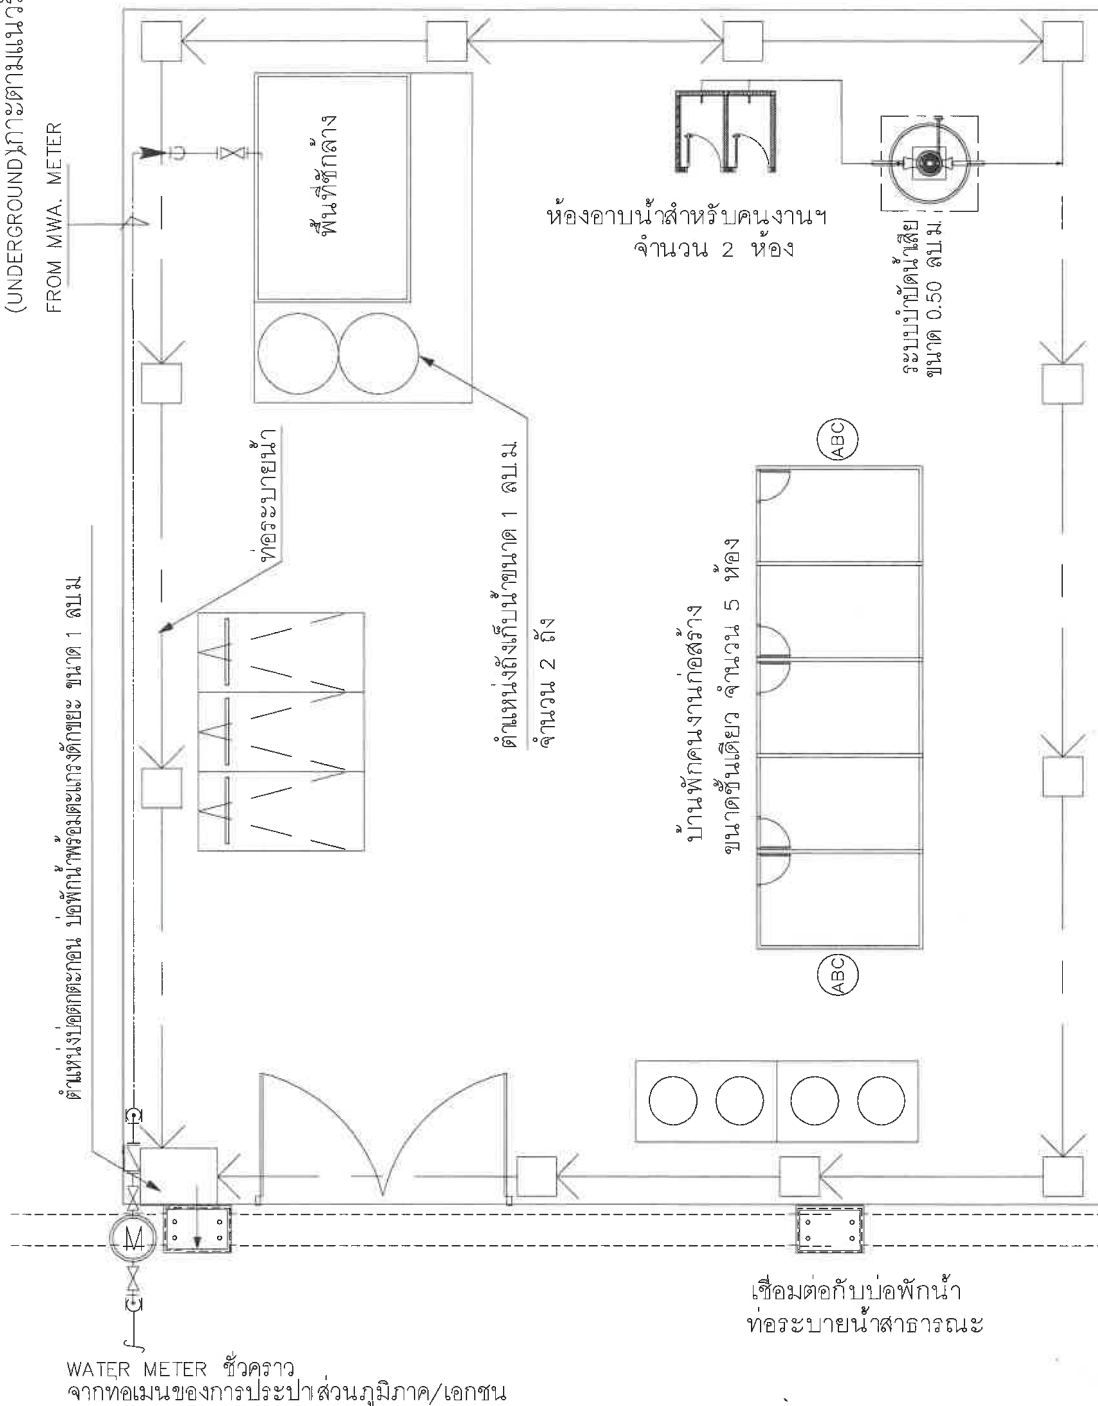 (UNDERGROUND)เกาะตามแนวรั
FROM MWA. METER
พื้นที่ซักล้าง
ห้องอาบน้ำสำหรับคนงานฯ
จำนวน 2 ห้อง
ระบบบำบัดน้ำเสีย
ขนาด 0.50 ลบ.ม.
ท่อระบายน้ำ
ตำแหน่งถังเก็บน้ำขนาด 1 ลบ.ม.
จำนวน 2 ถัง
ABC
บ้านพักคนงานก่อสร้าง
ขนาดชั้นเดียว จำนวน 5 ห้อง
ABC
ตำแหน่งบ่อตกตะกอน บ่อพักน้ำพร้อมตะแกรงดักขยะ ขนาด 1 ลบ.ม.
M
เชื่อมต่อกับบ่อพักน้ำ
ท่อระบายน้ำสาธารณะ
WATER METER ชั่วคราว
จากท่อเมนของการประปาส่วนภูมิภาค/เอกชน